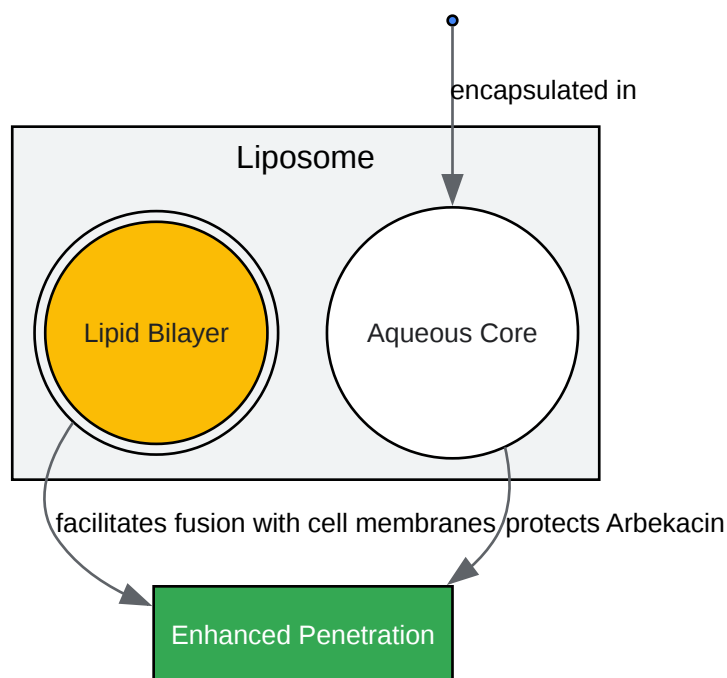 encapsulated in
Liposome
Lipid Bilayer
Aqueous Core
facilitates fusion with cell membranes
protects Arbekacin
Enhanced Penetration